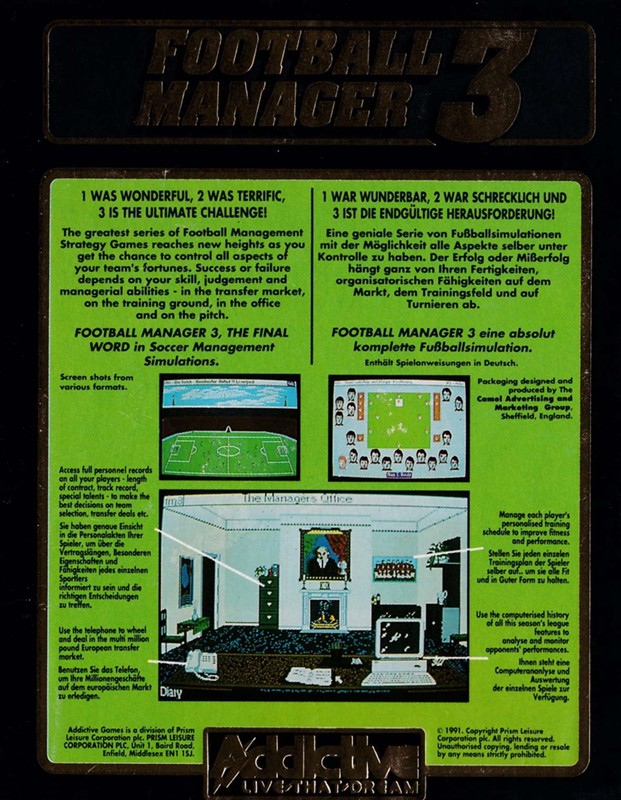 FOOTBALL
MANAGER 3
1 WAS WONDERFUL, 2 WAS TERRIFIC,
3 IS THE ULTIMATE CHALLENGE!
The greatest series of Football Management
Strategy Games reaches new heights as you
get the chance to control all aspects of
your team's fortunes. Success or failure
depends on your skill, judgement and
managerial abilities - in the transfer market,
on the training ground, in the office
and on the pitch.
FOOTBALL MANAGER 3, THE FINAL
WORD in Soccer Management
Simulations.
1 WAR WUNDERBAR, 2 WAR SCHRECKLICH UND
3 IST DIE ENDGÜLTIGE HERAUSFORDERUNG!
Eine geniale Serie von Fußballsimulationen
mit der Möglichkeit alle Aspekte selber unter
Kontrolle zu haben. Der Erfolg oder Mißerfolg
hängt ganz von Ihren Fertigkeiten,
organisatorischen Fähigkeiten auf dem
Markt, dem Trainingsfeld und auf
Turnieren ab.
FOOTBALL MANAGER 3 eine absolut
komplette Fußballsimulation.
Enthält Spielanweisungen in Deutsch.
Screen shots from
various formats.
Packaging designed and
produced by The
Camel Advertising and
Marketing Group,
Sheffield, England.
Access full personnel records
on all your players - length
of contract, track record,
special talents - to make the
best decisions on team
selection, transfer deals etc.
Sie haben genaue Einsicht
in die Personalakten Ihrer
Spieler, um über die
Vertragslängen, Besonderen
Eigenschaften und
Fähigkeiten jedes einzelnen
Sportlers
informiert zu sein und die
richtigen Entscheidungen
zu treffen.
Use the telephone to wheel
and deal in the multi million
pound European transfer
market.
Benutzen Sie das Telefon,
um Ihre Millionengeschäfte
auf dem europäischen Markt
zu erledigen.
The Managers Office
Diary
Manage each player's
personalised training
schedule to improve fitness
and performance.
Stellen Sie jeden einzelnen
Trainingsplan der Spieler
selber auf.. um sie alle Fit
und in Guter Form zu halten.
Use the computerised history
of all this season's league
features to
analyse and monitor
opponents' performances.
Ihnen steht eine
Computeranalyse und
Auswertung
der einzelnen Spiele zur
Verfügung.
Addictive Games is a division of Prism
Leisure Corporation plc. PRISM LEISURE
CORPORATION PLC, Unit 1, Baird Road,
Enfield, Middlesex EN1 1SJ.
© 1991. Copyright Prism Leisure
Corporation plc. All rights reserved.
Unauthorised copying, lending or resale
by any means strictly prohibited.
Addictive
LIVE·THAT·DREAM